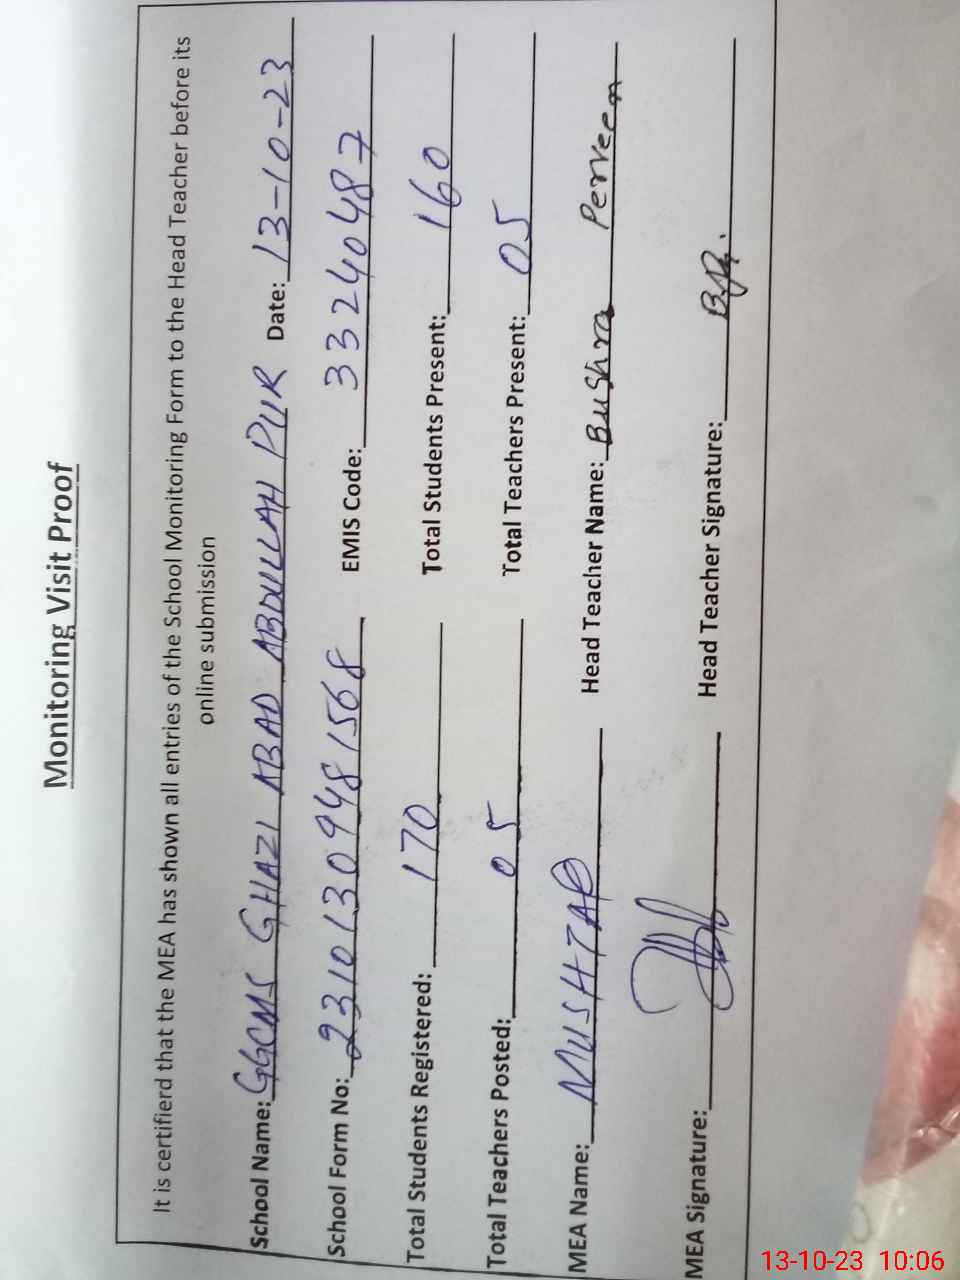 Monitoring Visit Proof
It is certifierd that the MEA has shown all entries of the School Monitoring Form to the Head Teacher before its
online submission
School Name: GGCMS GHAZI ABAD ABDULLAH PUR Date: 13-10-23
School Form No: 2310130948 1568 EMIS Code: 33240487
Total Students Registered: 170 Total Students Present: 160
Total Teachers Posted: 05 Total Teachers Present: 05
MEA Name: MUSHTAQ Head Teacher Name: Bushra Perveen
MEA Signature: Head Teacher Signature:
13-10-23 10:06